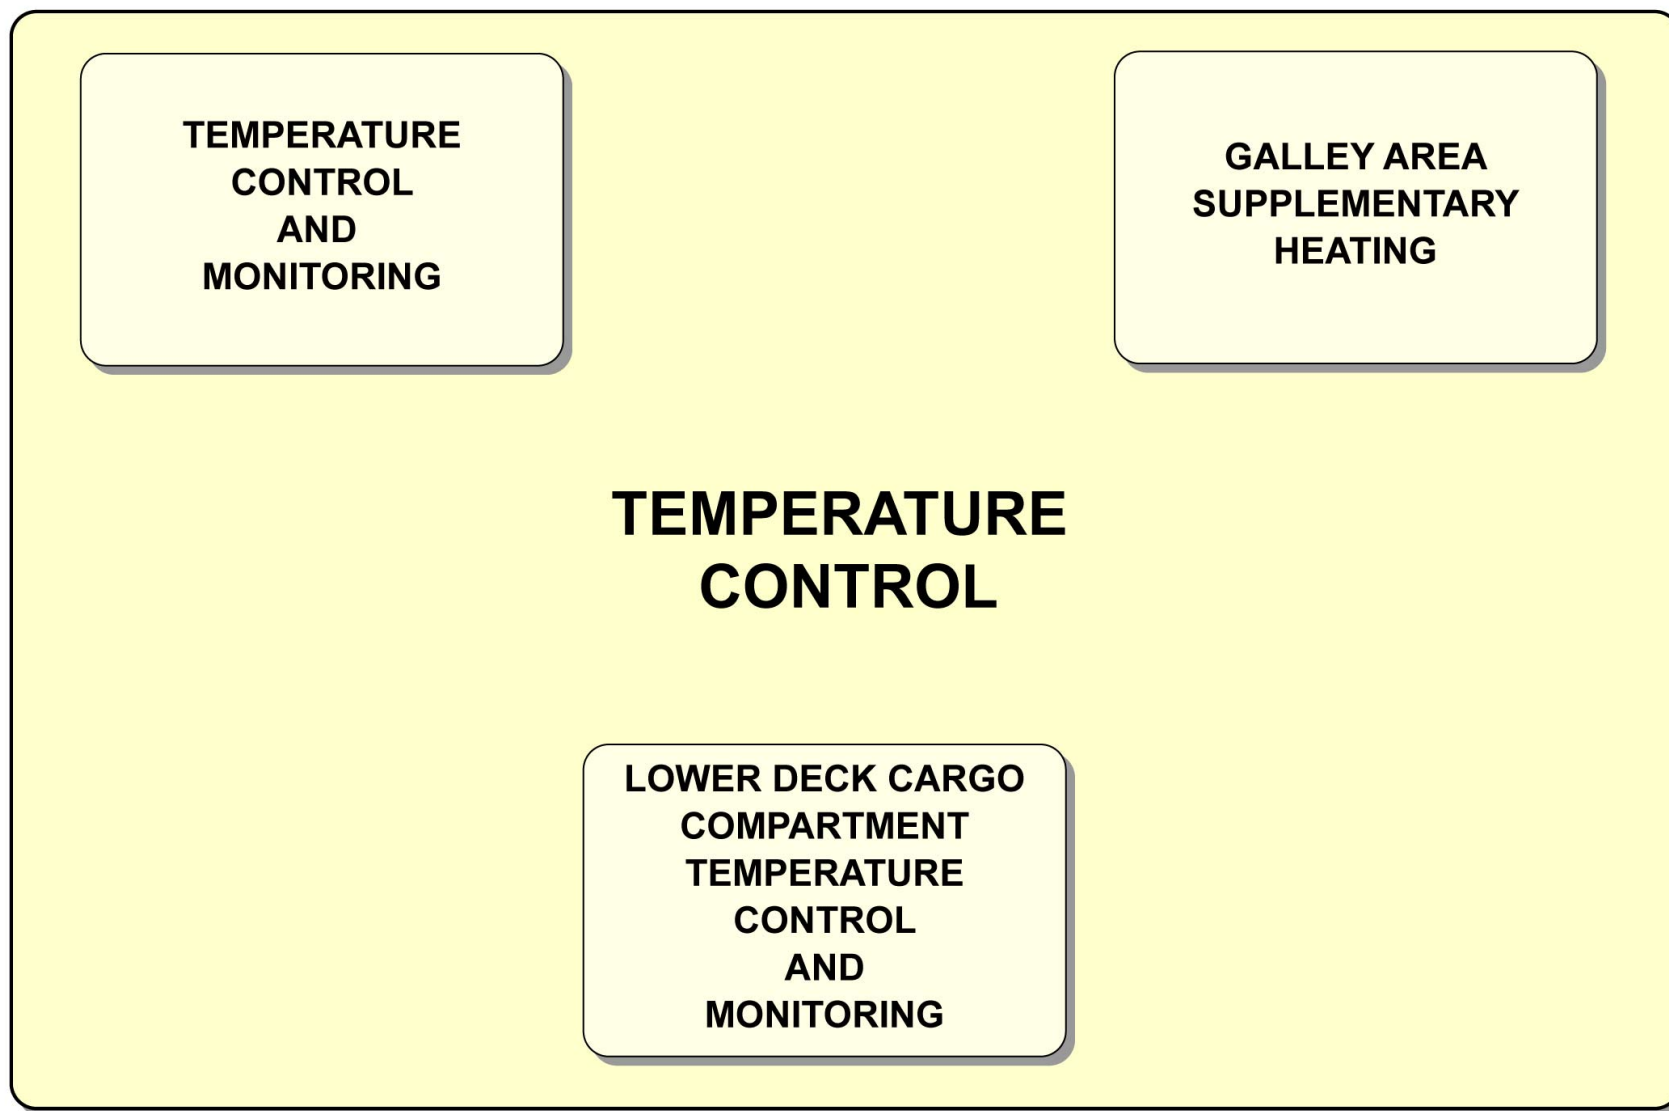 TEMPERATURE
CONTROL
AND
MONITORING
GALLEY AREA
SUPPLEMENTARY
HEATING
TEMPERATURE
CONTROL
LOWER DECK CARGO
COMPARTMENT
TEMPERATURE
CONTROL
AND
MONITORING